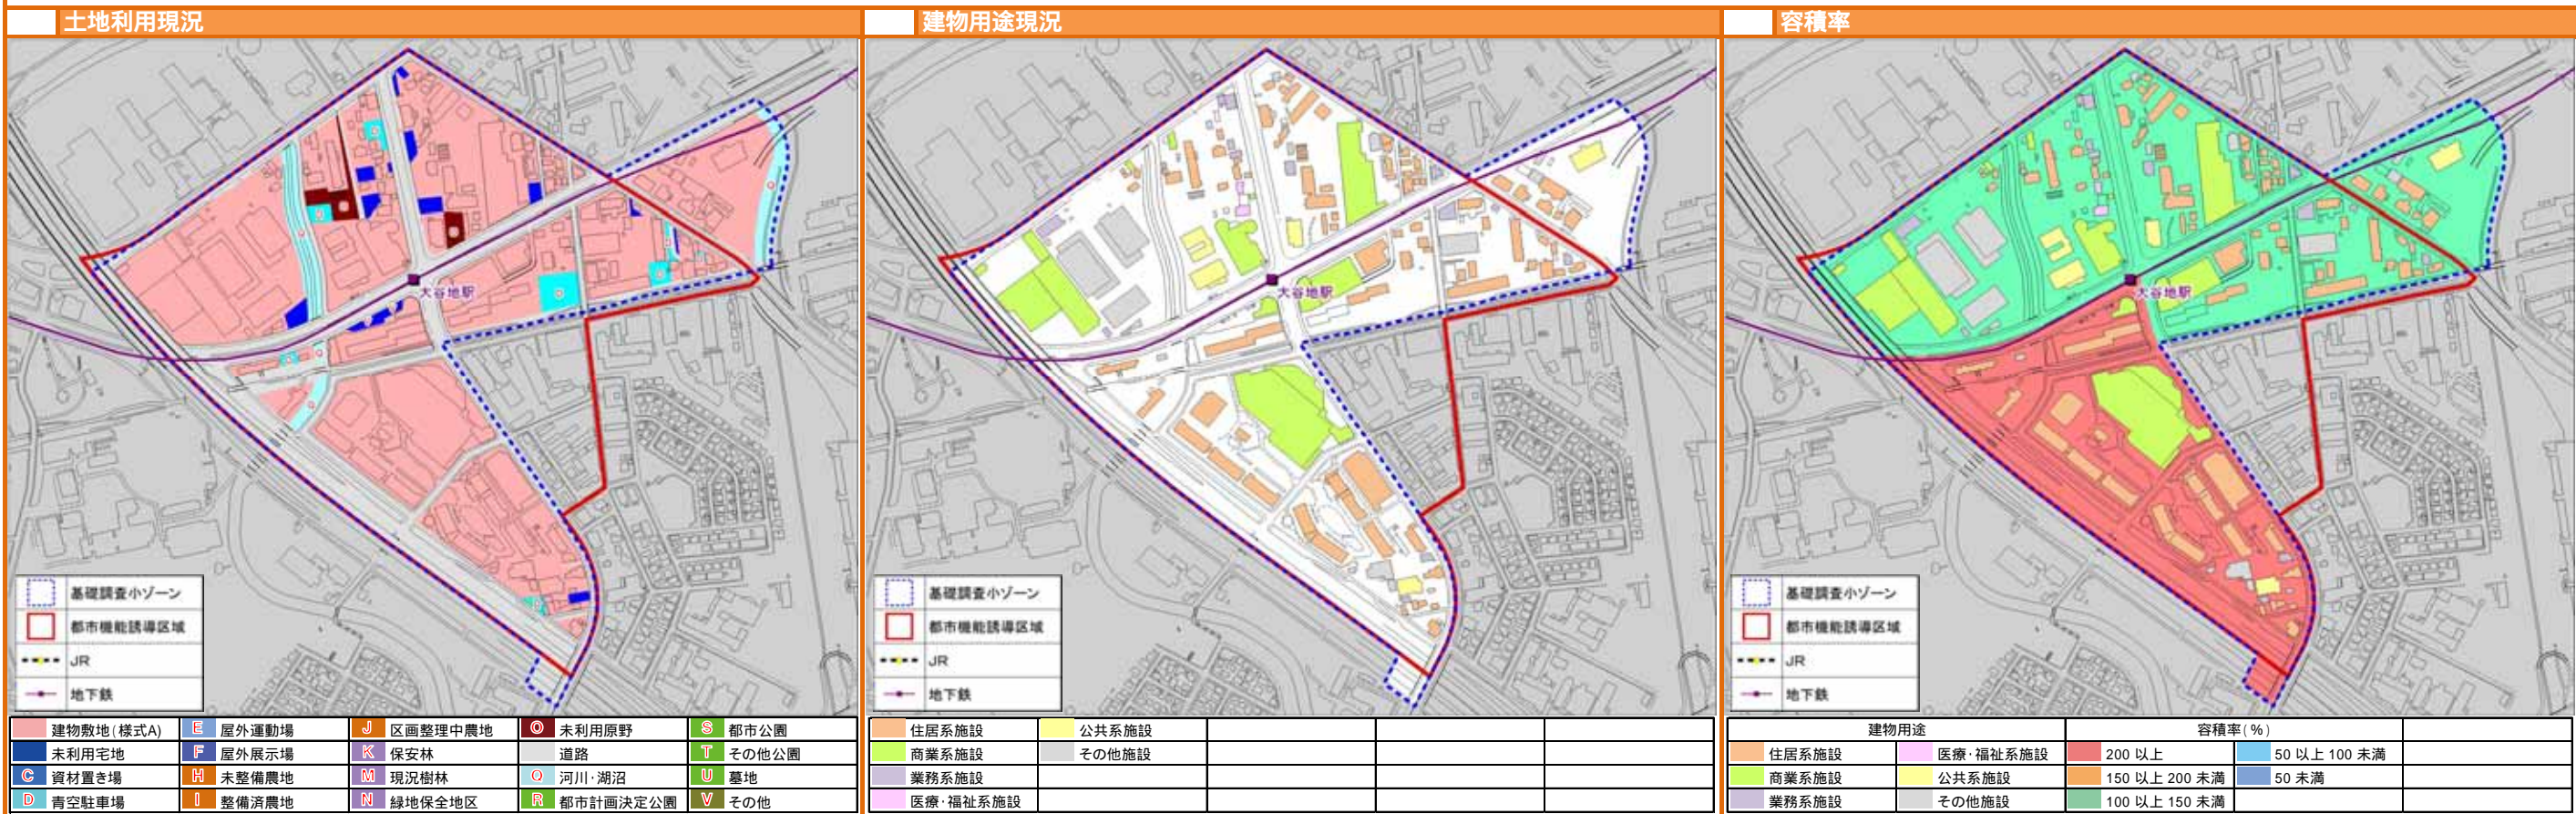 土地利用現況
建物用途現況
容積率
大谷地駅
大谷地駅
大谷地駅
基礎調査小ゾーン
都市機能誘導区域
JR
地下鉄
基礎調査小ゾーン
都市機能誘導区域
JR
地下鉄
基礎調査小ゾーン
都市機能誘導区域
JR
地下鉄
建物敷地(様式A) E 屋外運動場 J 区画整理中農地 O 未利用原野 S 都市公園
未利用宅地 F 屋外展示場 K 保安林 道路 T その他公園
C 資材置き場 H 未整備農地 M 現況樹林 Q 河川・湖沼 U 墓地
D 青空駐車場 I 整備済農地 N 緑地保全地区 R 都市計画決定公園 V その他
住居系施設 公共系施設
商業系施設 その他施設
業務系施設
医療・福祉系施設
建物用途 容積率(%)
住居系施設 医療・福祉系施設 200 以上 50 以上 100 未満
商業系施設 公共系施設 150 以上 200 未満 50 未満
業務系施設 その他施設 100 以上 150 未満